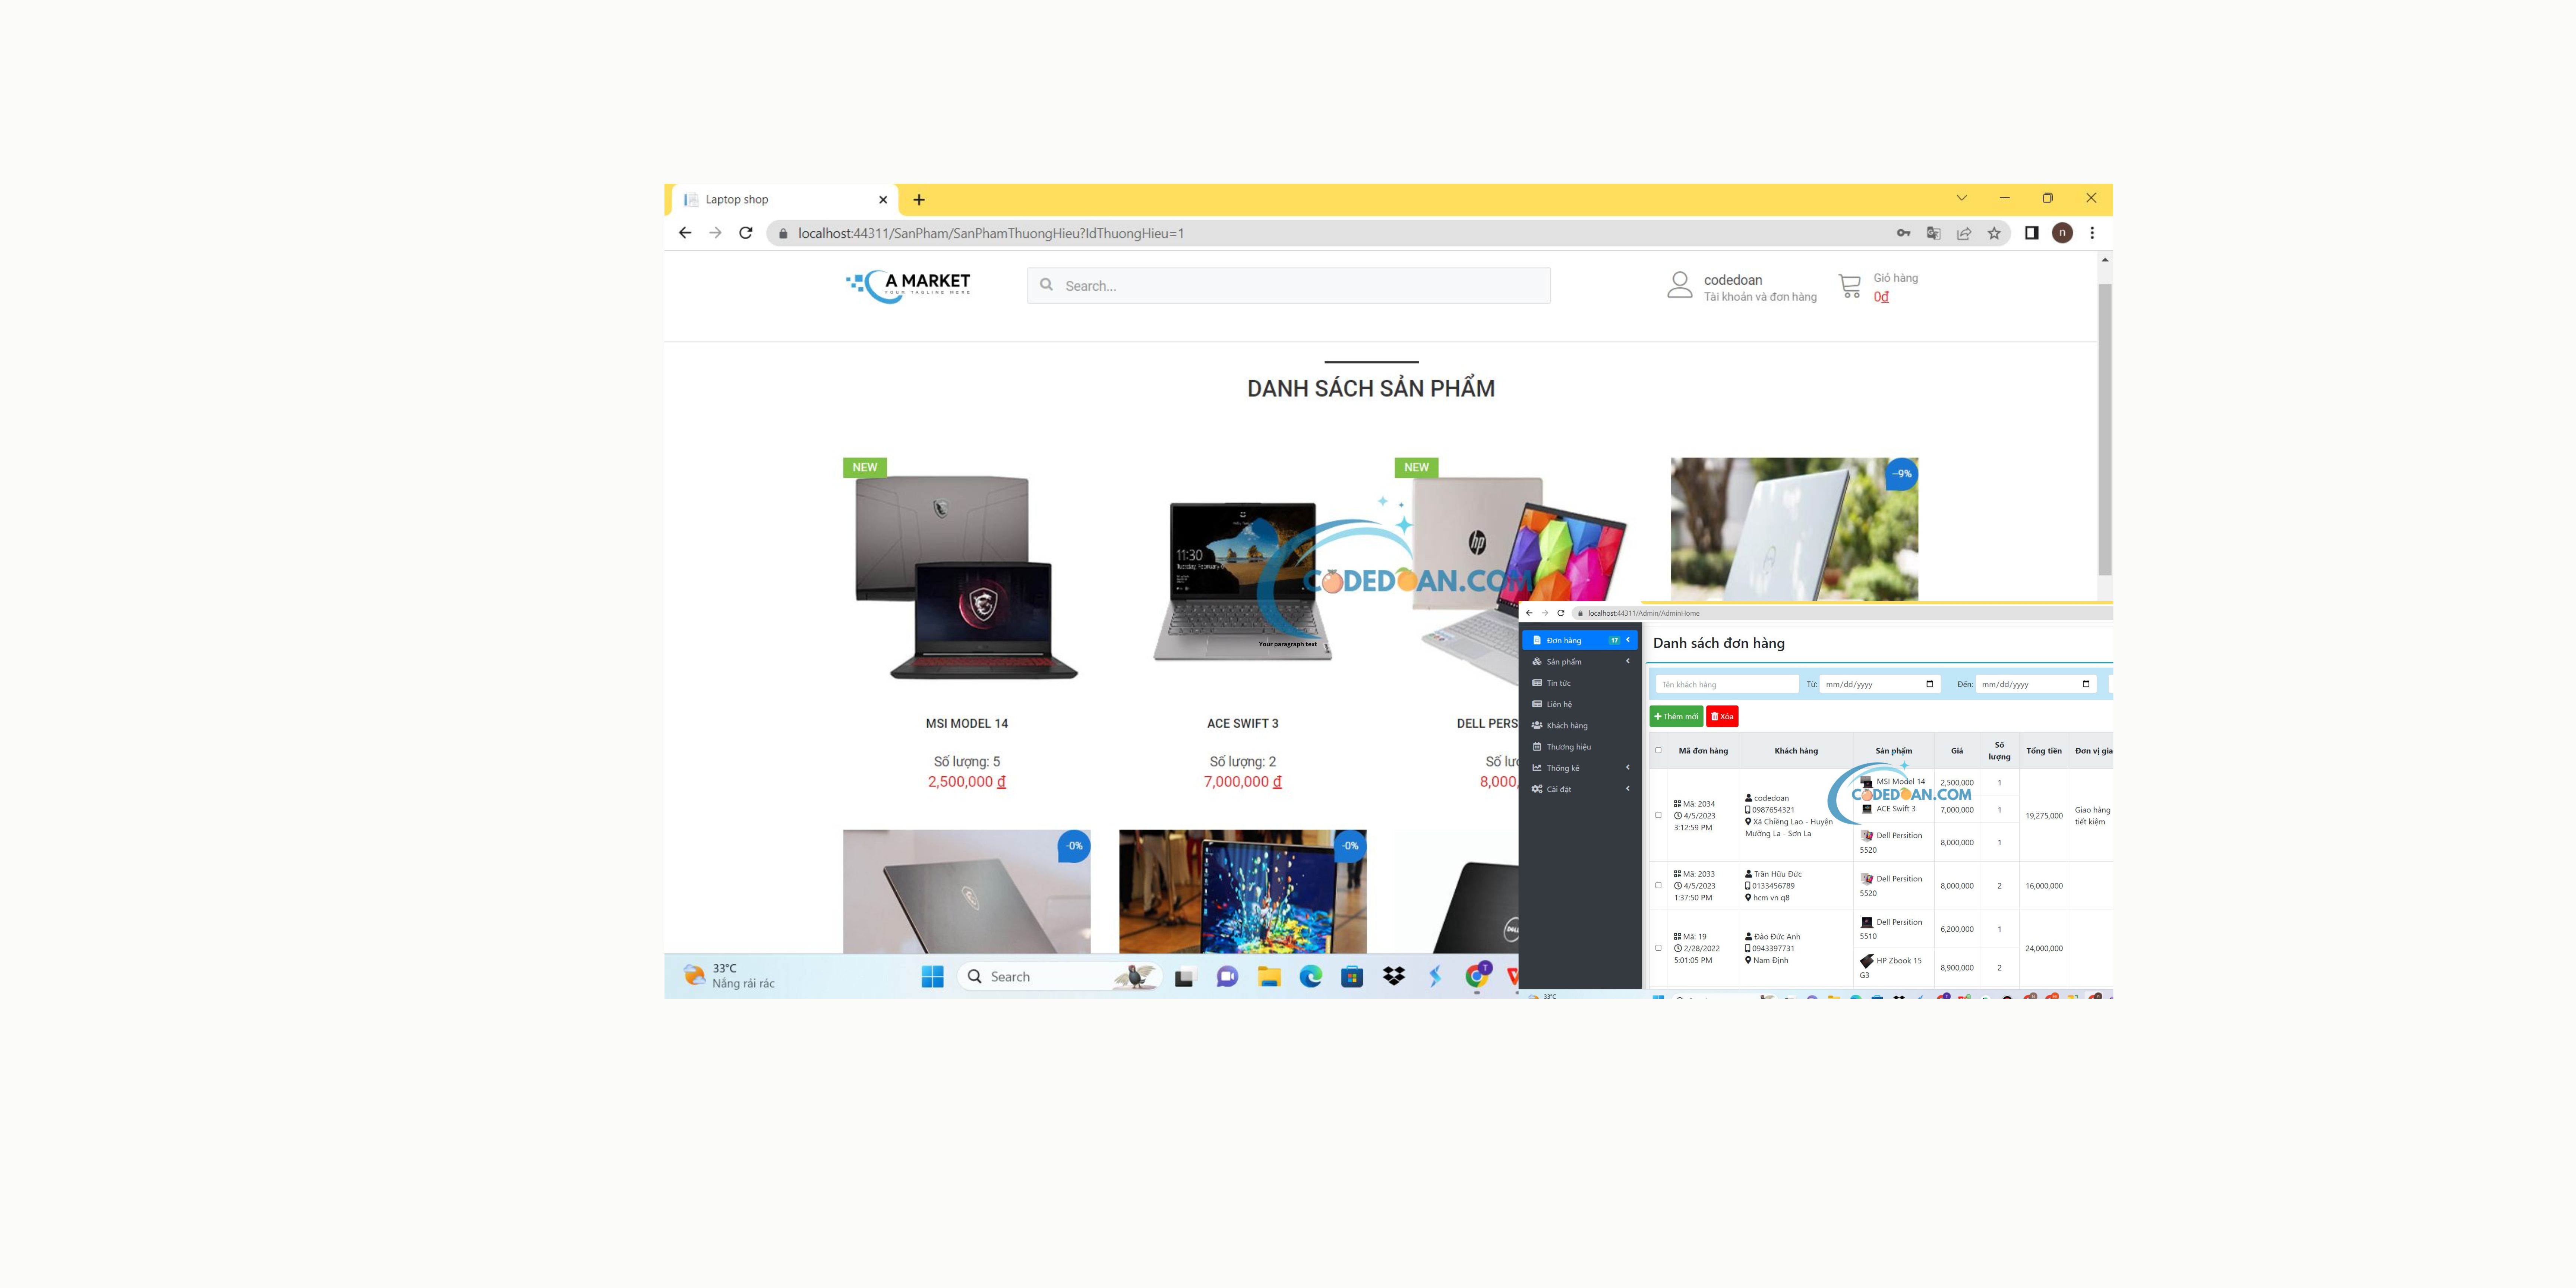 Laptop shop
localhost:44311/SanPham/SanPhamThuongHieu?IdThuongHieu=1
n
A MARKET
YOUR TAGLINE HERE
Search...
codedoan
Tài khoản và đơn hàng
Giỏ hàng
0đ
DANH SÁCH SẢN PHẨM
NEW
NEW
-9%
11:30
hp
CODEDOAN.COM
Your paragraph text
MSI MODEL 14
ACE SWIFT 3
DELL PERS
Số lượng: 5
Số lượng: 2
Số lượ
2,500,000 đ
7,000,000 đ
8,000,
-0%
-0%
DELL
33°C
Nắng rải rác
Search
T
localhost:44311/Admin/AdminHome
Đơn hàng
17
Sản phẩm
Tin tức
Liên hệ
Khách hàng
Thương hiệu
Thống kê
Cài đặt
Danh sách đơn hàng
Tên khách hàng
Từ:
mm/dd/yyyy
Đến:
mm/dd/yyyy
Thêm mới
Xóa
Mã đơn hàng
Khách hàng
Sản phẩm
Giá
Số lượng
Tổng tiền
Đơn vị gia
Mã: 2034
4/5/2023
3:12:59 PM
codedoan
0987654321
Xã Chiềng Lao - Huyện
Mường La - Sơn La
MSI Model 14
2,500,000
1
CODEDOAN.COM
ACE Swift 3
7,000,000
1
Dell Persition
5520
8,000,000
1
19,275,000
Giao hàng
tiết kiệm
Mã: 2033
4/5/2023
1:37:50 PM
Trần Hữu Đức
0133456789
hcm vn q8
Dell Persition
5520
8,000,000
2
16,000,000
Mã: 19
2/28/2022
5:01:05 PM
Đào Đức Anh
0943397731
Nam Định
Dell Persition
5510
6,200,000
1
HP Zbook 15
G3
8,900,000
2
24,000,000
33°C